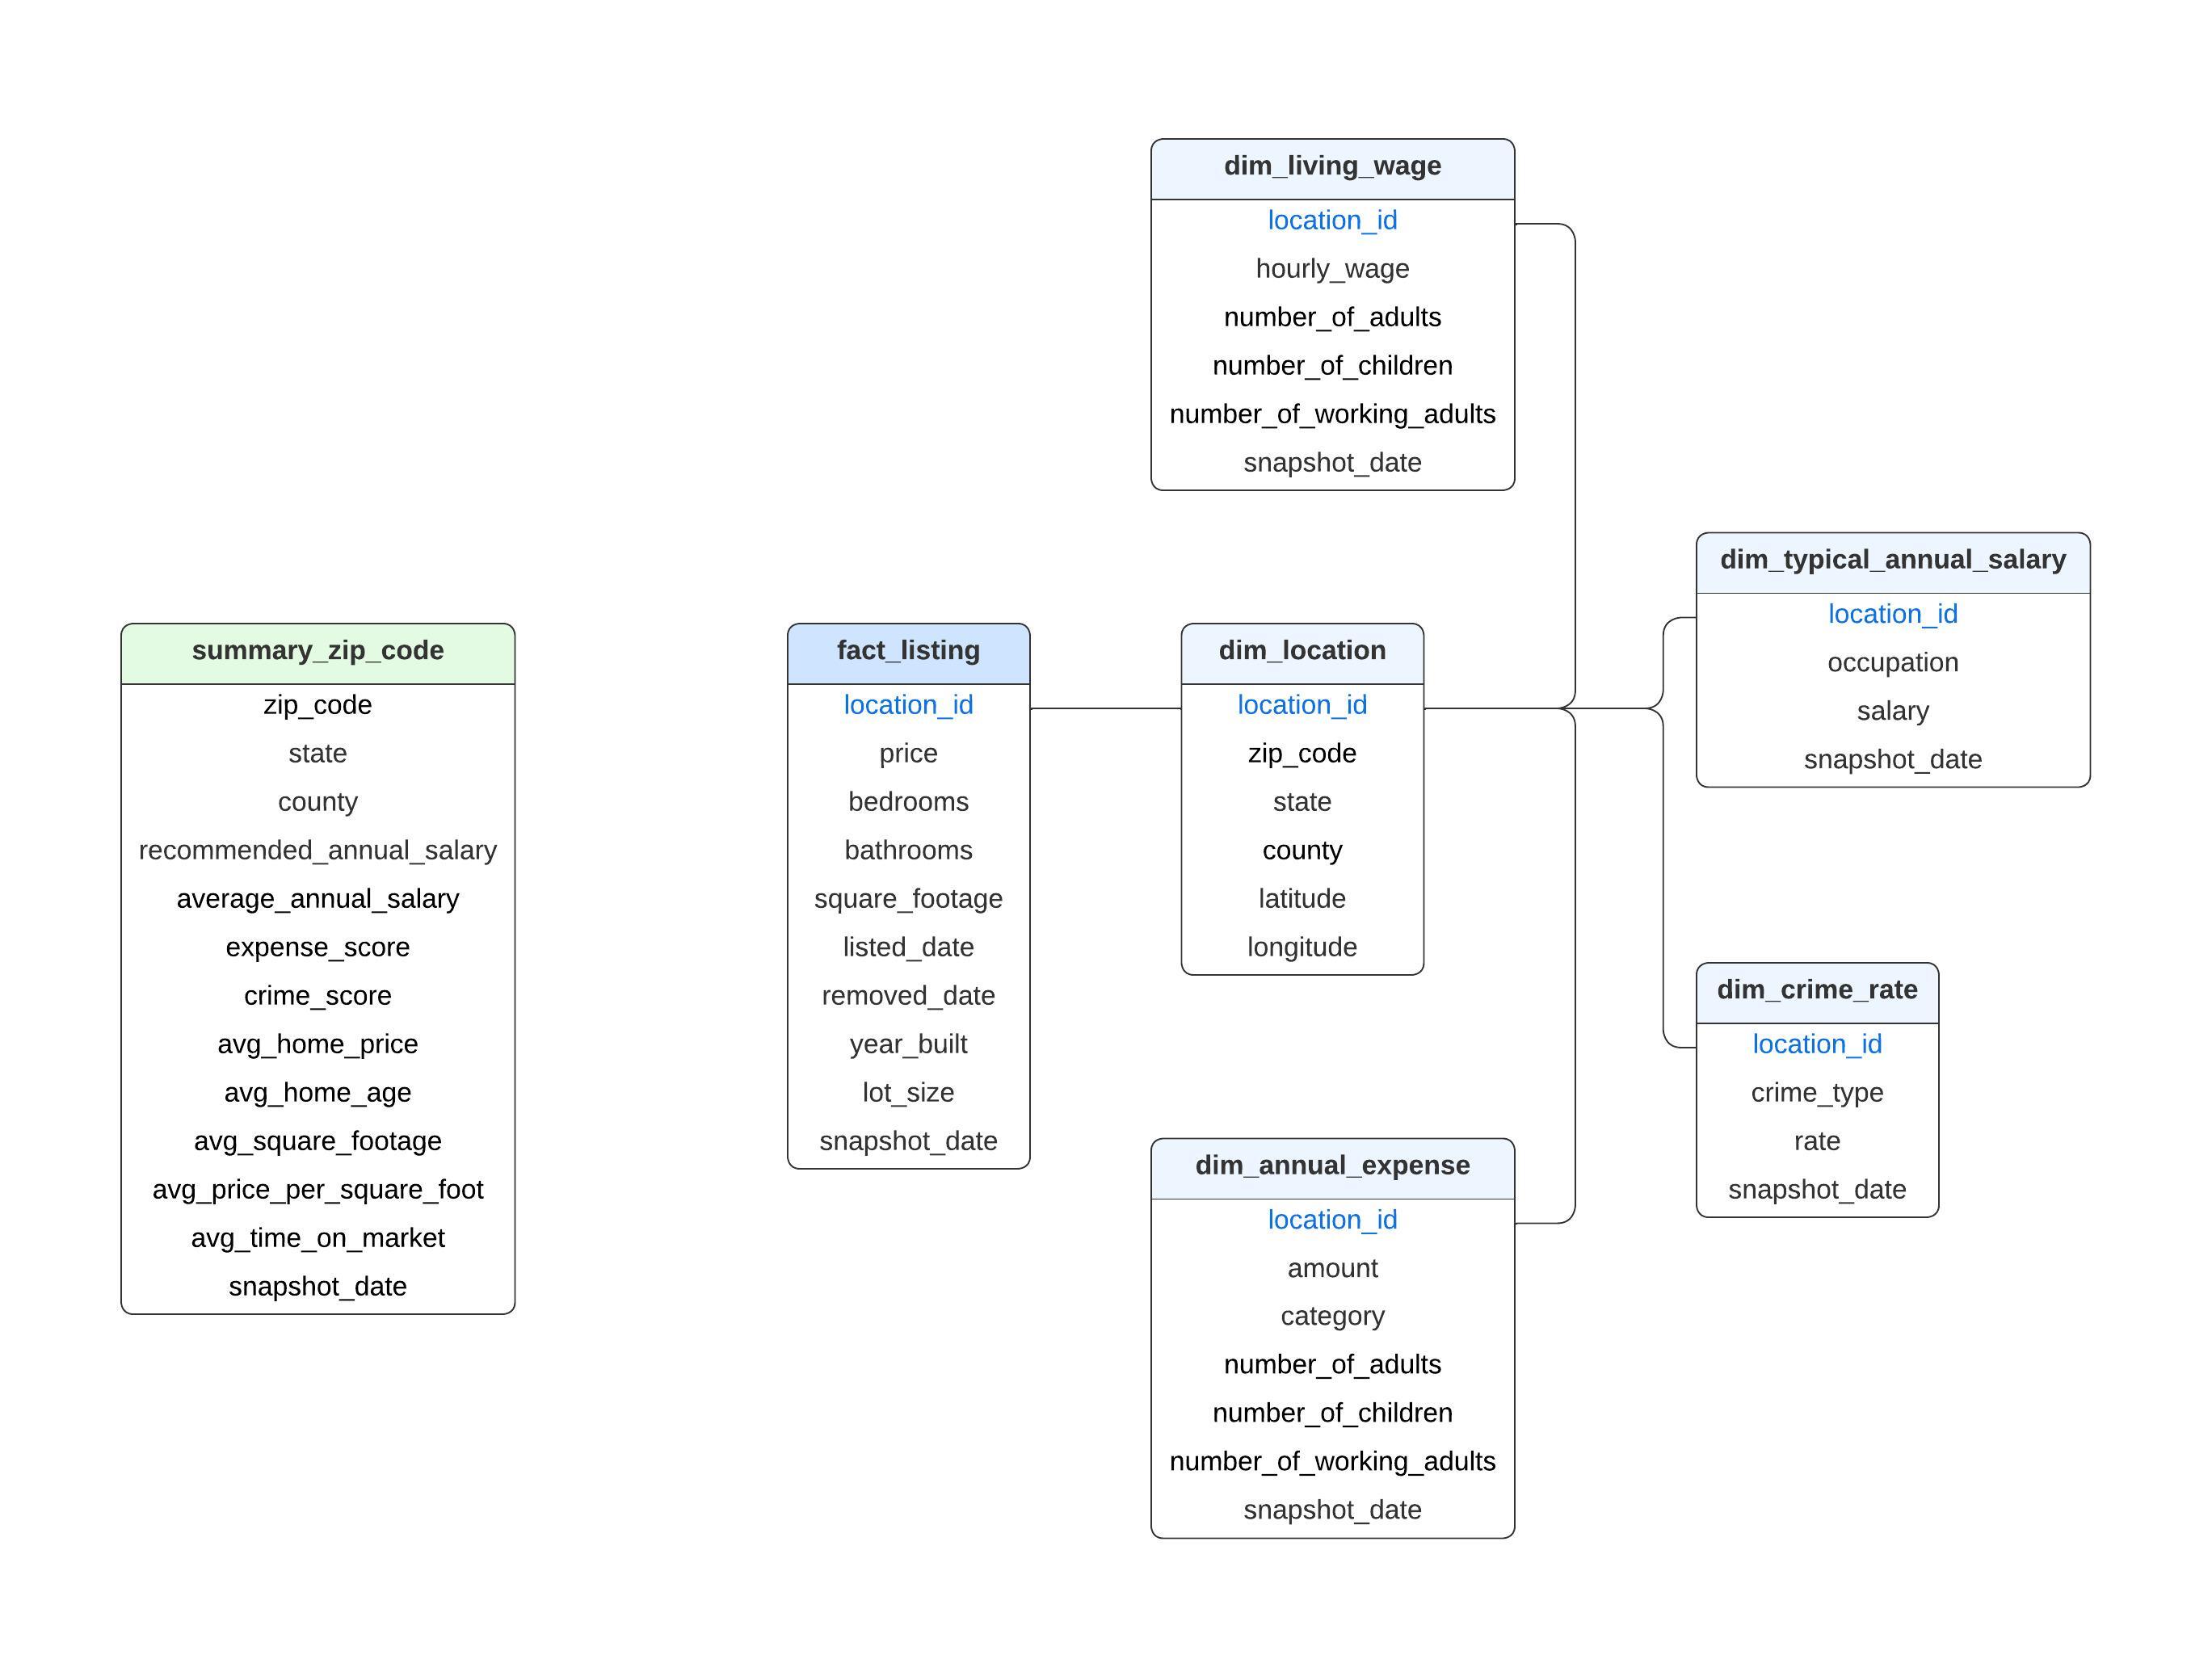 dim_living_wage
location_id
hourly_wage
number_of_adults
number_of_children
number_of_working_adults
snapshot_date
dim_typical_annual_salary
location_id
occupation
salary
snapshot_date
summary_zip_code
zip_code
state
county
recommended_annual_salary
average_annual_salary
expense_score
crime_score
avg_home_price
avg_home_age
avg_square_footage
avg_price_per_square_foot
avg_time_on_market
snapshot_date
fact_listing
location_id
price
bedrooms
bathrooms
square_footage
listed_date
removed_date
year_built
lot_size
snapshot_date
dim_location
location_id
zip_code
state
county
latitude
longitude
dim_crime_rate
location_id
crime_type
rate
snapshot_date
dim_annual_expense
location_id
amount
category
number_of_adults
number_of_children
number_of_working_adults
snapshot_date